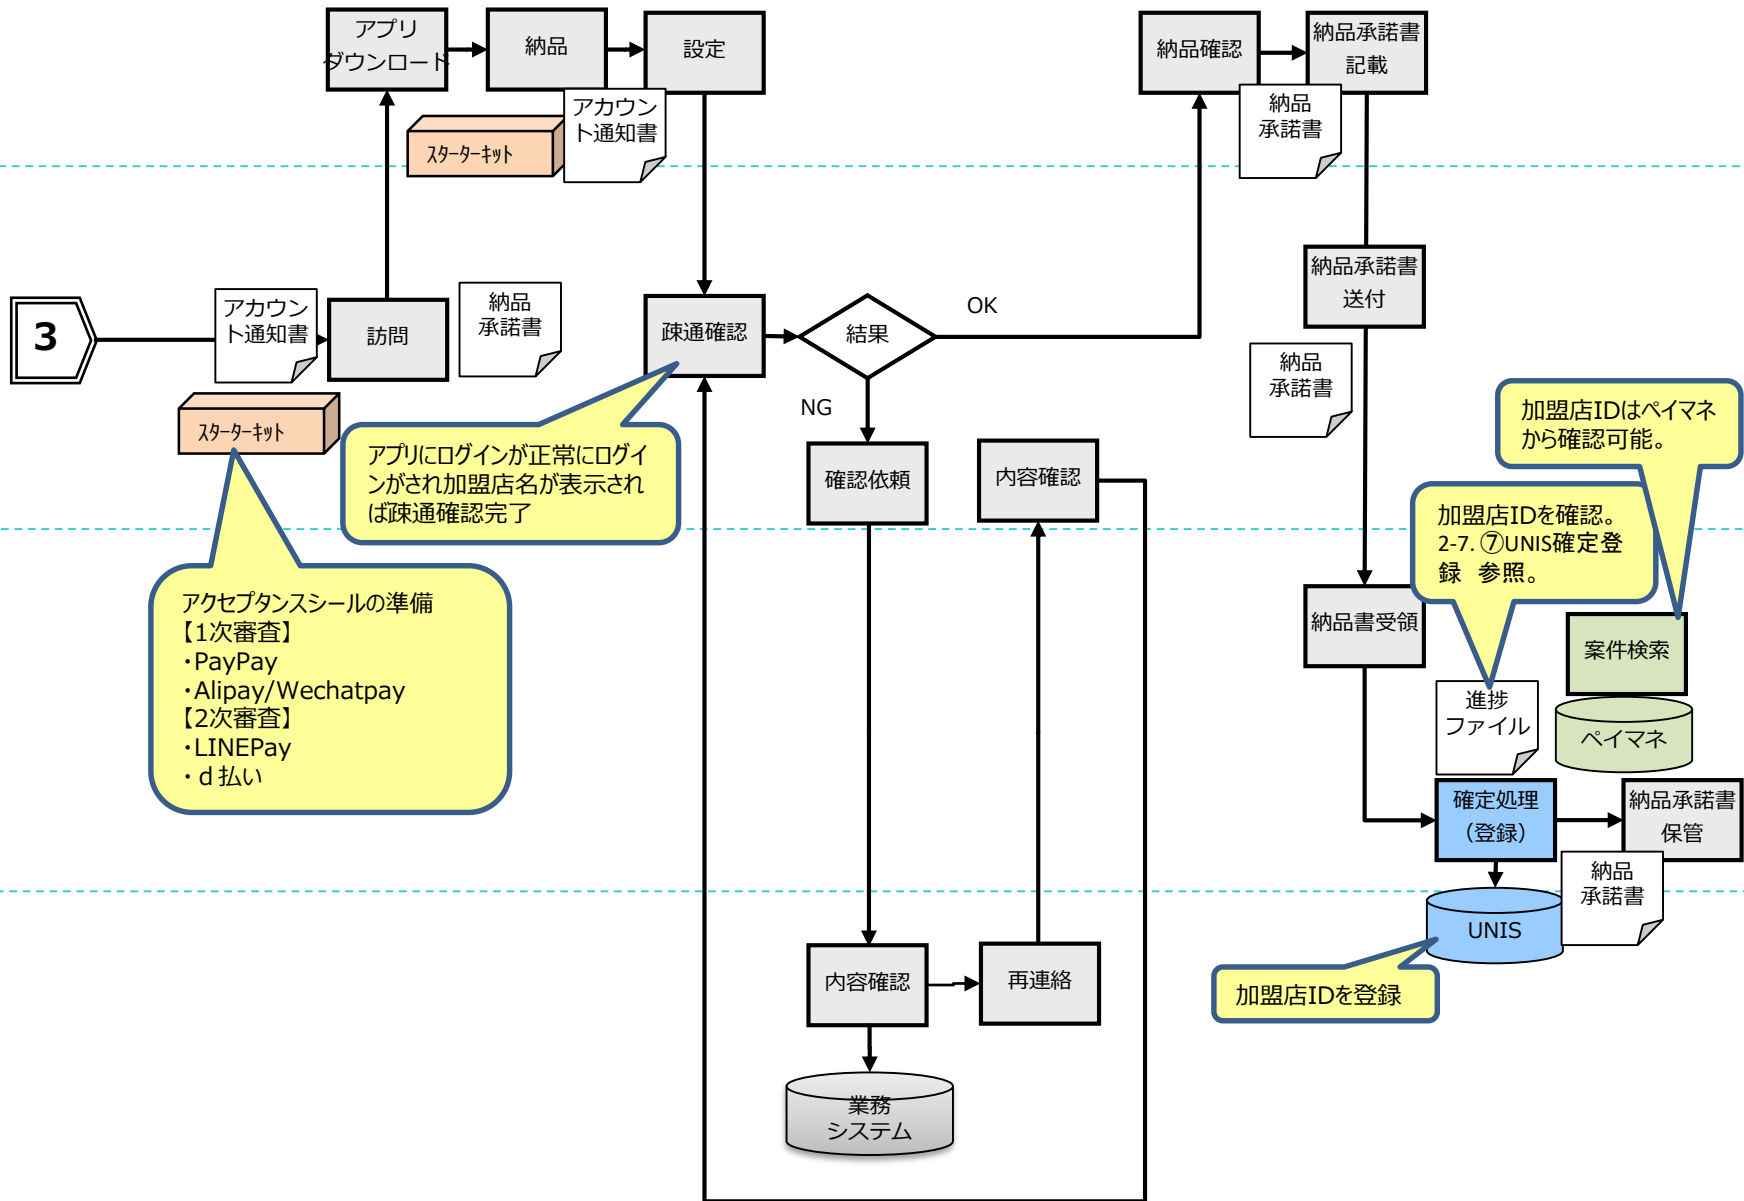 アプリ
ダウンロード
納品
設定
納品確認
納品承諾書
記載
アカウン
ト通知書
ｽﾀｰﾀｰｷｯﾄ
納品
承諾書
3
アカウン
ト通知書
訪問
納品
承諾書
疎通確認
結果
OK
NG
納品承諾書
送付
納品
承諾書
ｽﾀｰﾀｰｷｯﾄ
アプリにログインが正常にログイ
ンがされ加盟店名が表示され
ば疎通確認完了
確認依頼
内容確認
加盟店IDはペイマネ
から確認可能。
加盟店IDを確認。
2-7. ⑦UNIS確定登
録　参照。
アクセプタンスシールの準備
【1次審査】
・PayPay
・Alipay/Wechatpay
【2次審査】
・LINEPay
・ｄ払い
納品書受領
案件検索
進捗
ファイル
ペイマネ
確定処理
（登録）
納品承諾書
保管
納品
承諾書
UNIS
加盟店IDを登録
内容確認
再連絡
業務
システム